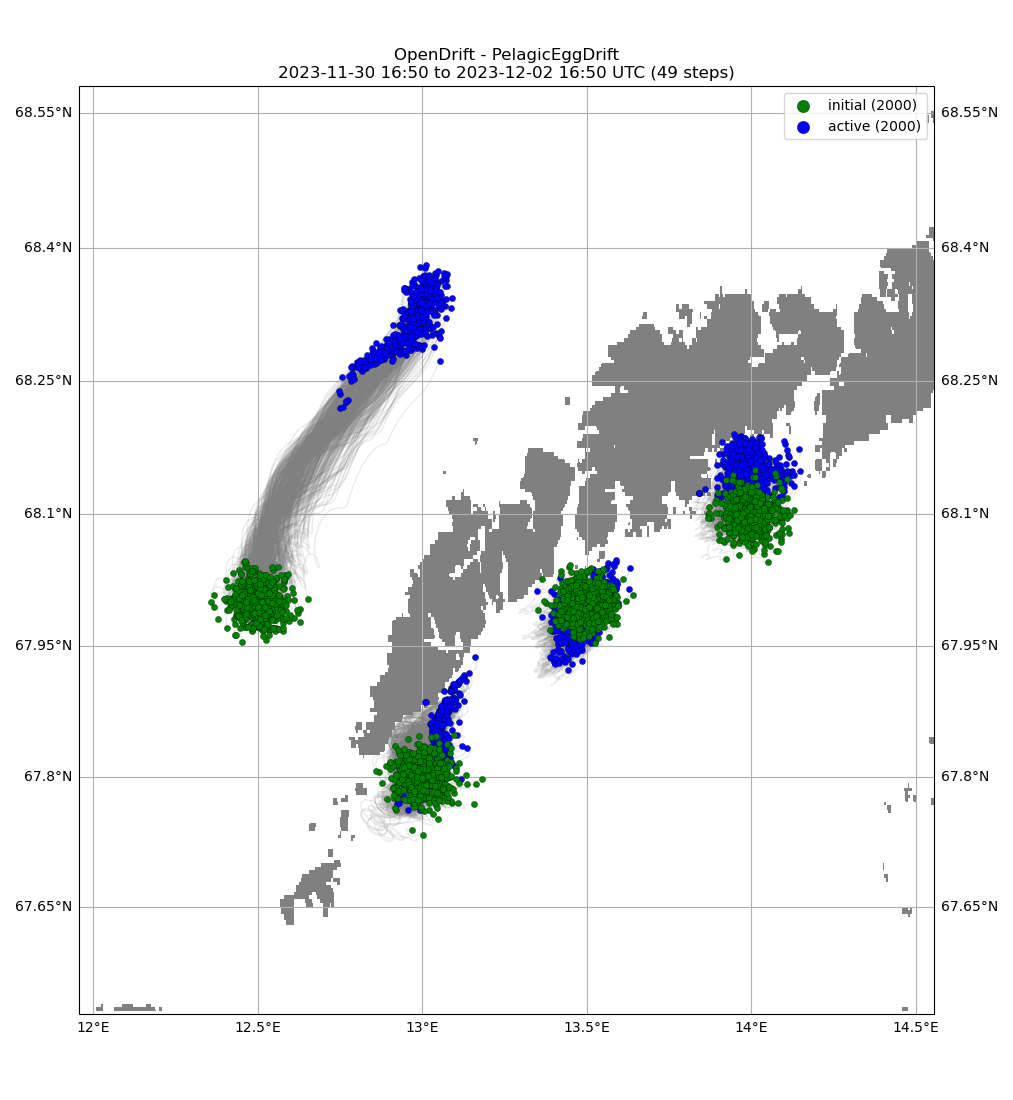 OpenDrift - PelagicEggDrift
2023-11-30 16:50 to 2023-12-02 16:50 UTC (49 steps)
initial (2000)
active (2000)
68.55°N
68.55°N
68.4°N
68.4°N
68.25°N
68.25°N
68.1°N
68.1°N
67.95°N
67.95°N
67.8°N
67.8°N
67.65°N
67.65°N
12°E
12.5°E
13°E
13.5°E
14°E
14.5°E